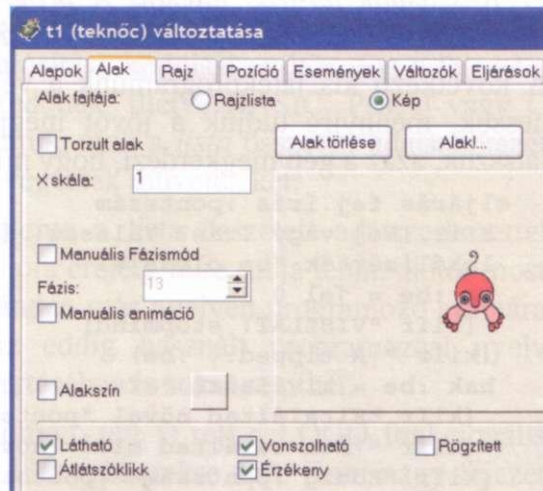 t1 (teknőc) változtatása
Alapok Alak Rajz Pozíció Események Változók Eljárások
Alak fajtája: Rajzlista Kép
Torzult alak Alak törlése Alak!...
X skála: 1
Manuális Fázismód
Fázis: 13
Manuális animáció
Alakszín
Látható Vonszolható Rögzített
Átlátszóklikk Érzékeny